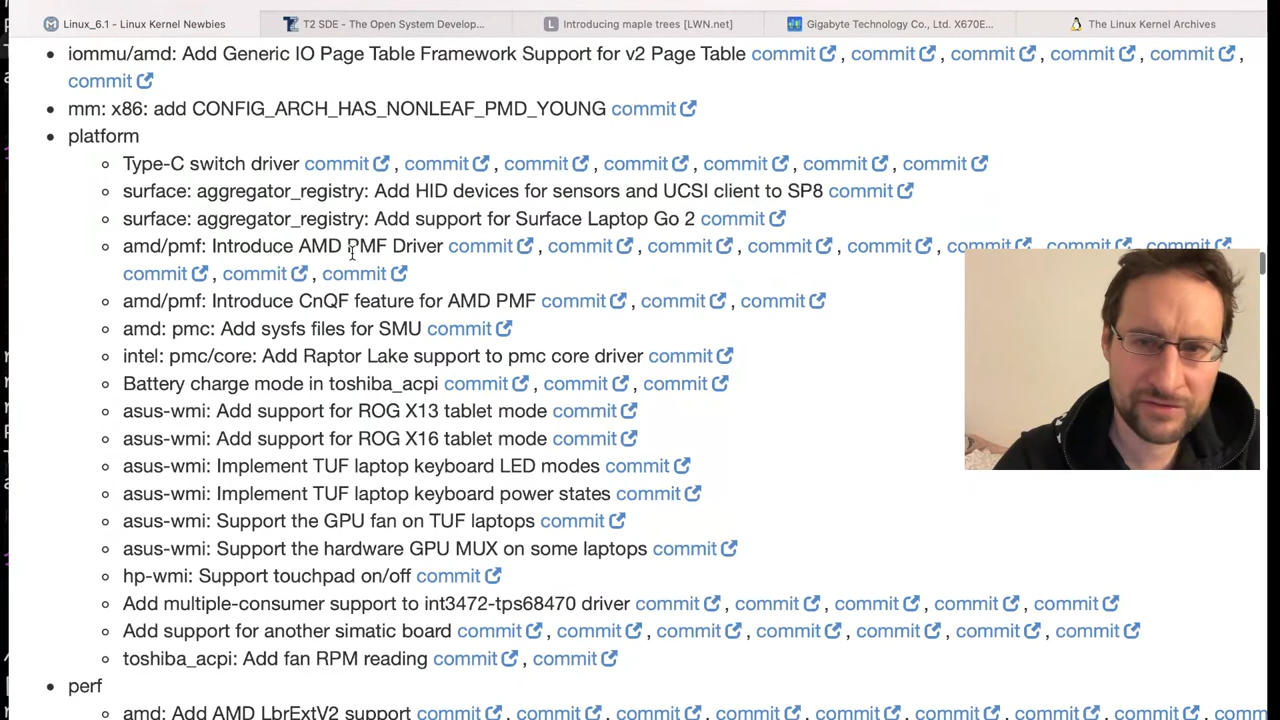 Linux_6.1 - Linux Kernel Newbies
T2 SDE - The Open System Develop...
Introducing maple trees [LWN.net]
Gigabyte Technology Co., Ltd. X670E...
The Linux Kernel Archives
iommu/amd: Add Generic IO Page Table Framework Support for v2 Page Table commit , commit , commit , commit , commit ,
commit
mm: x86: add CONFIG_ARCH_HAS_NONLEAF_PMD_YOUNG commit
platform
Type-C switch driver commit , commit , commit , commit , commit , commit , commit
surface: aggregator_registry: Add HID devices for sensors and UCSI client to SP8 commit
surface: aggregator_registry: Add support for Surface Laptop Go 2 commit
amd/pmf: Introduce AMD PMF Driver commit , commit , commit , commit , commit , commit , commit , commit ,
commit , commit , commit
amd/pmf: Introduce CnQF feature for AMD PMF commit , commit , commit
amd: pmc: Add sysfs files for SMU commit
intel: pmc/core: Add Raptor Lake support to pmc core driver commit
Battery charge mode in toshiba_acpi commit , commit , commit
asus-wmi: Add support for ROG X13 tablet mode commit
asus-wmi: Add support for ROG X16 tablet mode commit
asus-wmi: Implement TUF laptop keyboard LED modes commit
asus-wmi: Implement TUF laptop keyboard power states commit
asus-wmi: Support the GPU fan on TUF laptops commit
asus-wmi: Support the hardware GPU MUX on some laptops commit
hp-wmi: Support touchpad on/off commit
Add multiple-consumer support to int3472-tps68470 driver commit , commit , commit , commit , commit
Add support for another simatic board commit , commit , commit , commit , commit , commit , commit
toshiba_acpi: Add fan RPM reading commit , commit
perf
amd: Add AMD LbrExtV2 support commit , commit , commit , commit , commit , commit , commit , commit , com